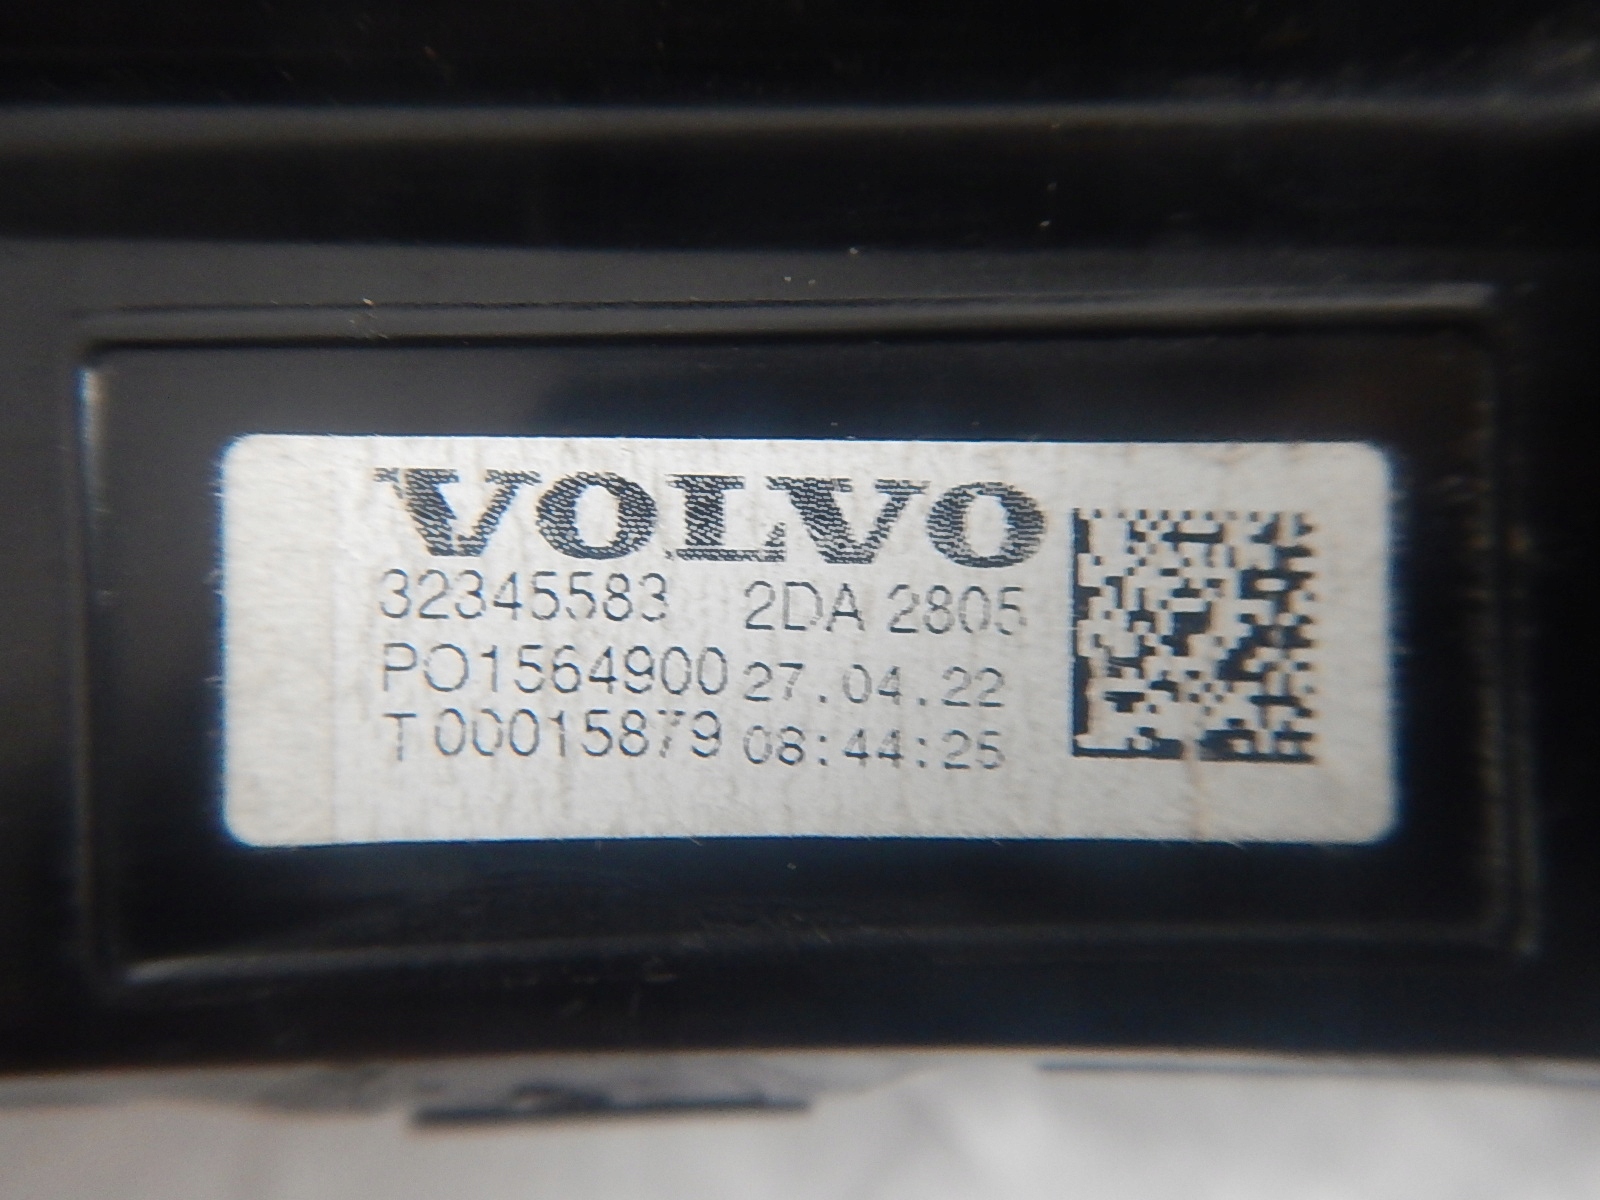 VOLVO
32345583 2DA 2805
PO1564900 27.04.22
T 00015879 08:44:25